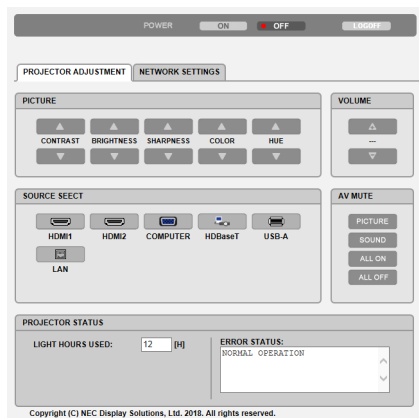 POWER ON OFF LOGOFF
PROJECTOR ADJUSTMENT NETWORK SETTINGS
PICTURE
CONTRAST BRIGHTNESS SHARPNESS COLOR HUE
VOLUME
---
SOURCE SEECT
HDMI1 HDMI2 COMPUTER HDBaseT USB-A
LAN
AV MUTE
PICTURE
SOUND
ALL ON
ALL OFF
PROJECTOR STATUS
LIGHT HOURS USED: 12 [H]
ERROR STATUS:
NORMAL OPERATION
Copyright (C) NEC Display Solutions, Ltd. 2018. All rights reserved.